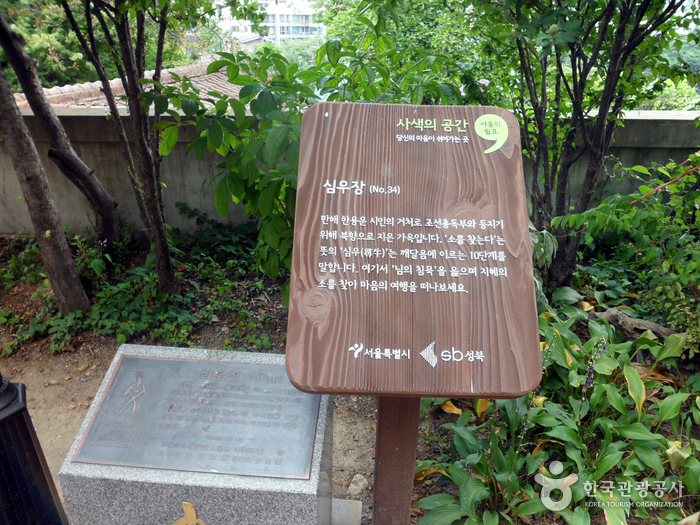 사색의 공간
당신의 마음이 쉬어가는 곳
서울의
쉼표
심우장 (No.34)
만해 한용운 시인의 거처로 조선총독부와 등지기
위해 북향으로 지은 가옥입니다. '소를 찾는다'는
뜻의 '심우(尋牛)'는 깨달음에 이르는 10단계를
말합니다. 여기서 '님의 침묵'을 읊으며 지혜의
소를 찾아 마음의 여행을 떠나보세요.
서울특별시 sb성북
한국관광공사
KOREA TOURISM ORGANIZATION